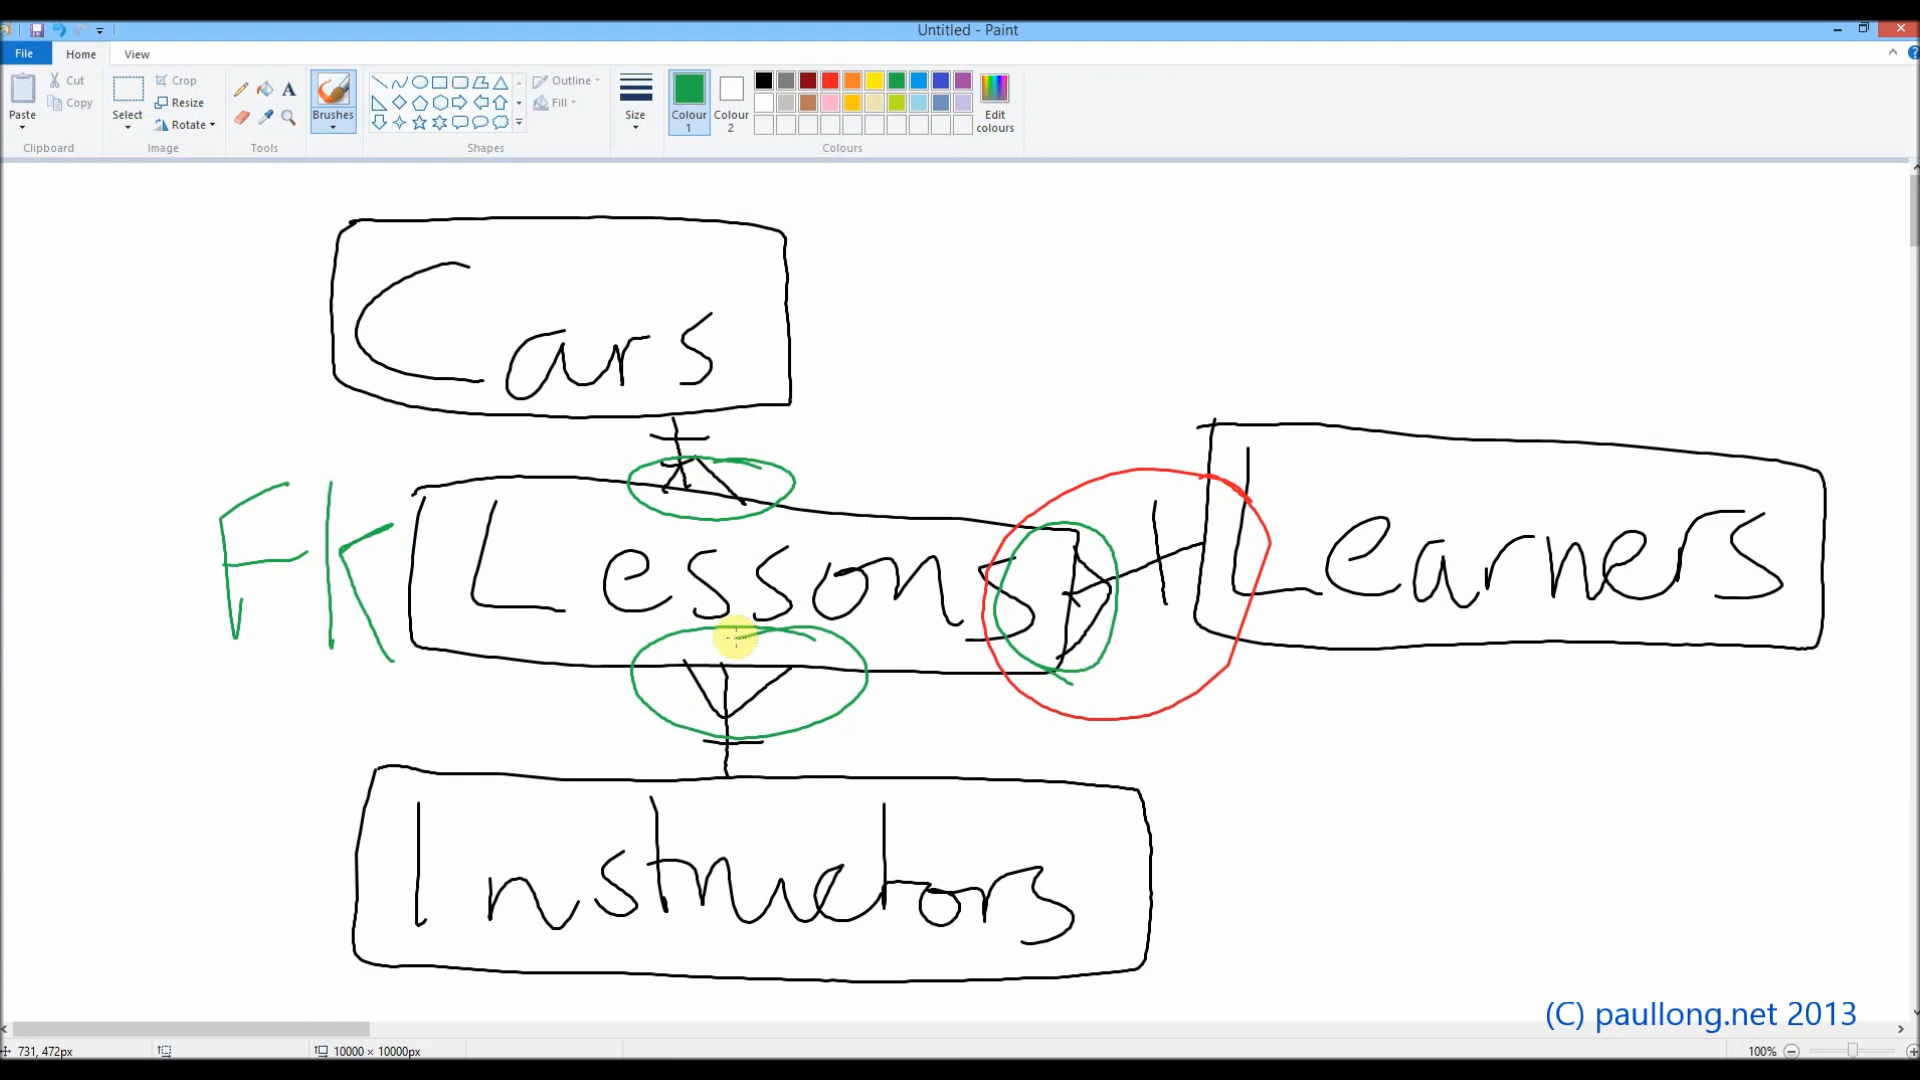 Untitled - Paint
File Home View
Cut
Crop
Outline
Copy
Resize
Fill
Paste
Select
Rotate
Brushes
Size
Colour
1
Colour
2
Edit
colours
Clipboard
Image
Tools
Shapes
Colours
Cars
FK
Lessons
Learners
Instructors
(C) paullong.net 2013
731, 472px
10000 × 10000px
100%